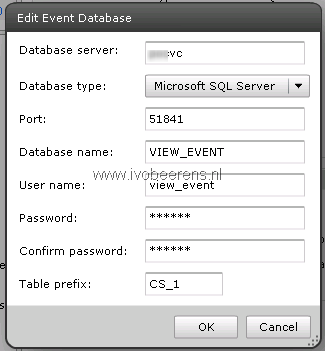 Edit Event Database
Database server: vc
Database type: Microsoft SQL Server
Port: 51841
Database name: VIEW_EVENT
www.ivobeerens.nl
User name: view_event
Password: ******
Confirm password: ******
Table prefix: CS_1
OK Cancel